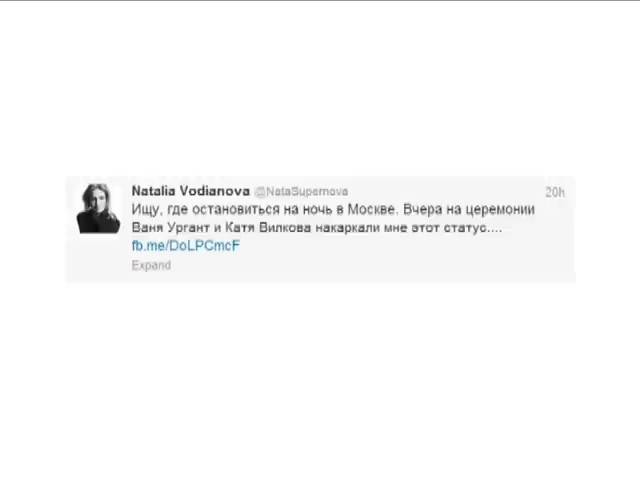 Natalia Vodianova @NataSupernova 20h
Ищу, где остановиться на ночь в Москве. Вчера на церемонии
Ваня Ургант и Катя Вилкова накаркали мне этот статус....
fb.me/DoLPCmcF
Expand